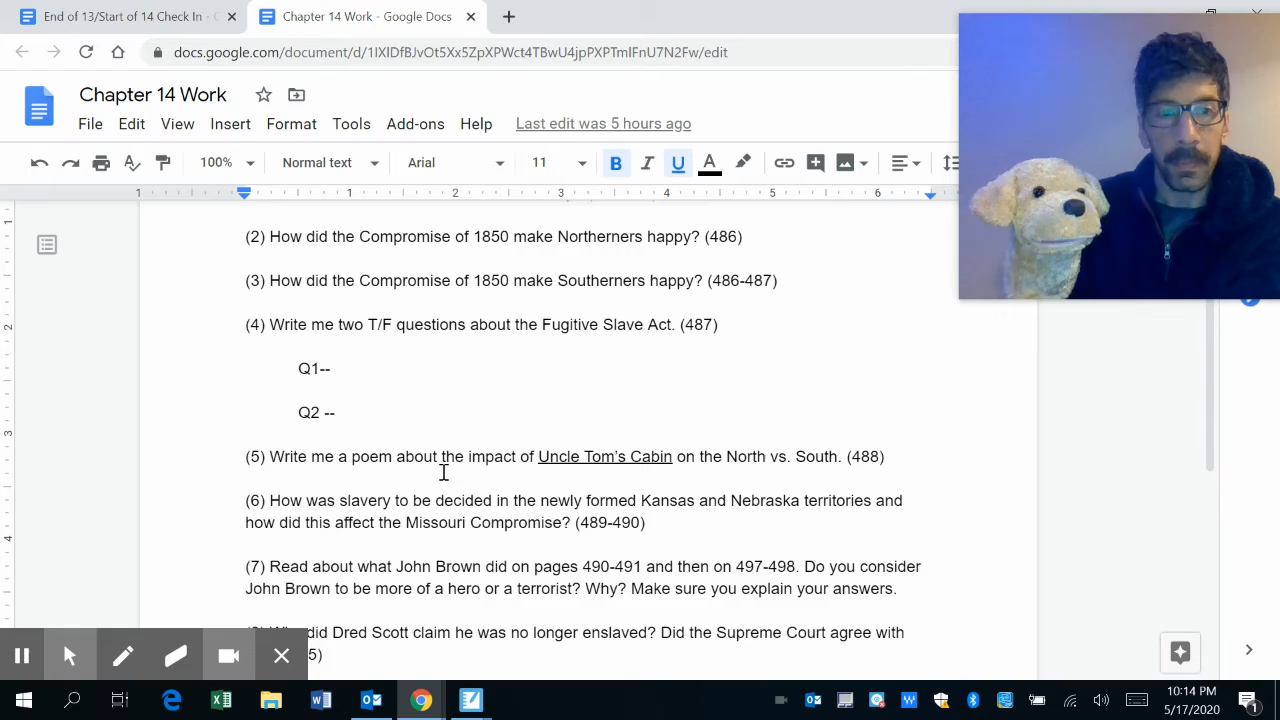 End of 13/Start of 14 Check In -
Chapter 14 Work - Google Docs
docs.google.com/document/d/1lXlDfBJvOt5Xx5ZpXPWct4TBwU4jpPXPTmlFnU7N2Fw/edit
Chapter 14 Work
File Edit View Insert Format Tools Add-ons Help Last edit was 5 hours ago
100% Normal text Arial 11 B I U A
1 1 2 3 4 5 6
(2) How did the Compromise of 1850 make Northerners happy? (486)
(3) How did the Compromise of 1850 make Southerners happy? (486-487)
(4) Write me two T/F questions about the Fugitive Slave Act. (487)
Q1--
Q2 --
(5) Write me a poem about the impact of Uncle Tom's Cabin on the North vs. South. (488)
(6) How was slavery to be decided in the newly formed Kansas and Nebraska territories and
how did this affect the Missouri Compromise? (489-490)
(7) Read about what John Brown did on pages 490-491 and then on 497-498. Do you consider
John Brown to be more of a hero or a terrorist? Why? Make sure you explain your answers.
did Dred Scott claim he was no longer enslaved? Did the Supreme Court agree with
5)
10:14 PM
5/17/2020